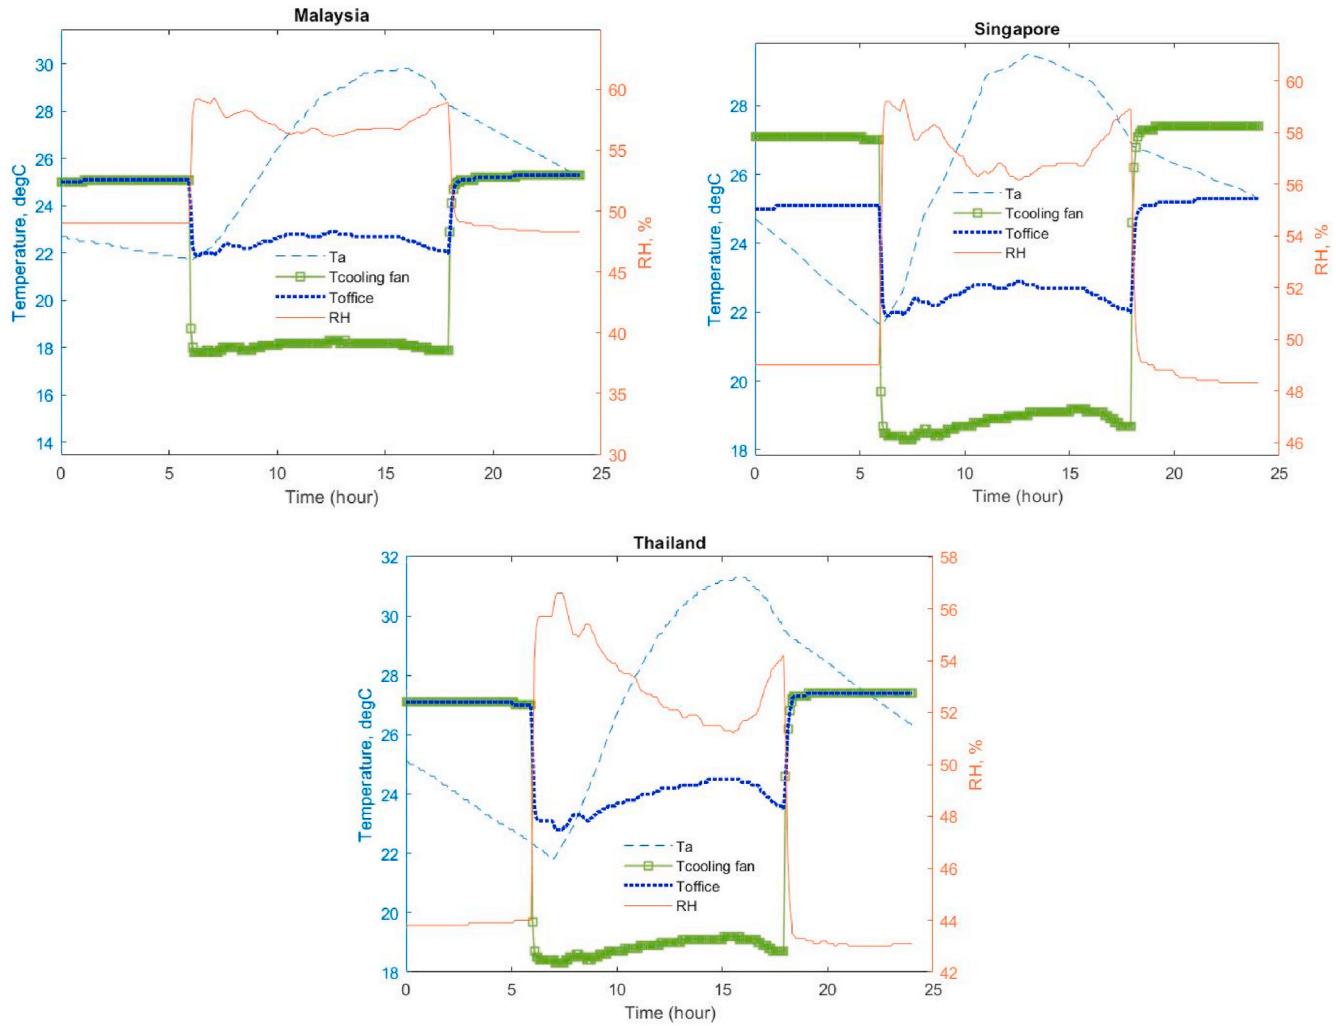 Malaysia
30
28
26
24
22
20
18
16
14
Temperature, degC
60
55
50
45
40
35
30
RH, %
Ta
Tcooling fan
Toffice
RH
0 5 10 15 20 25
Time (hour)
Singapore
28
26
24
22
20
18
Temperature, degC
60
58
56
54
52
50
48
46
RH, %
Ta
Tcooling fan
Toffice
RH
0 5 10 15 20 25
Time (hour)
Thailand
32
30
28
26
24
22
20
18
Temperature, degC
58
56
54
52
50
48
46
44
42
RH, %
Ta
Tcooling fan
Toffice
RH
0 5 10 15 20 25
Time (hour)